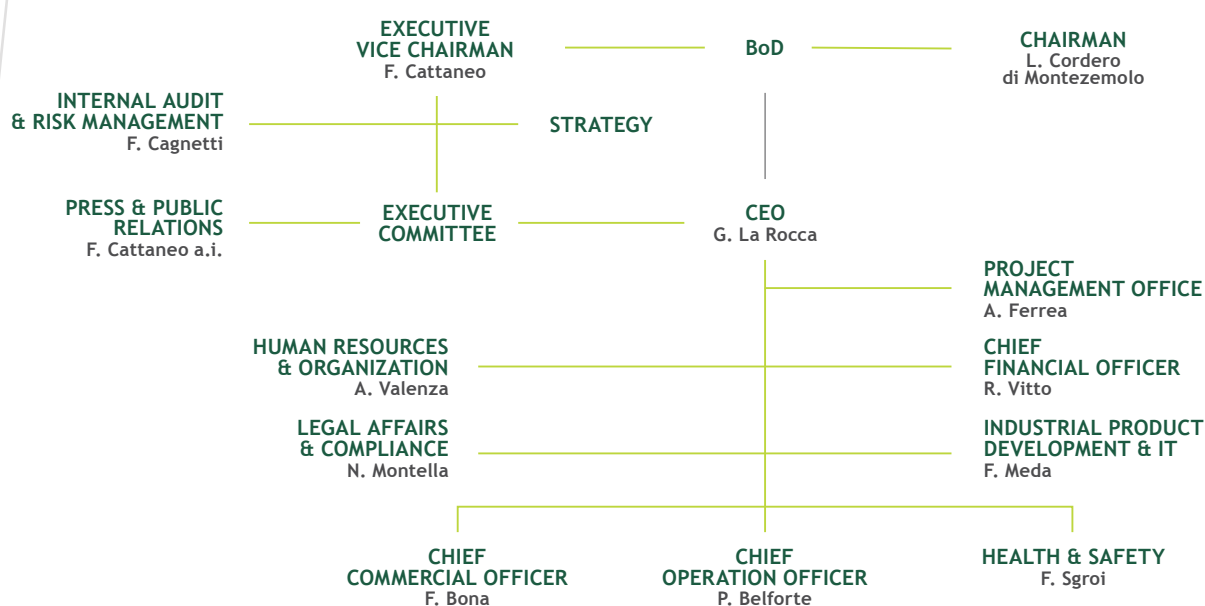 EXECUTIVE
VICE CHAIRMAN
F. Cattaneo
BoD
CHAIRMAN
L. Cordero
di Montezemolo
INTERNAL AUDIT
& RISK MANAGEMENT
F. Cagnetti
STRATEGY
PRESS & PUBLIC
RELATIONS
F. Cattaneo a.i.
EXECUTIVE
COMMITTEE
CEO
G. La Rocca
PROJECT
MANAGEMENT OFFICE
A. Ferrea
HUMAN RESOURCES
& ORGANIZATION
A. Valenza
CHIEF
FINANCIAL OFFICER
R. Vitto
LEGAL AFFAIRS
& COMPLIANCE
N. Montella
INDUSTRIAL PRODUCT
DEVELOPMENT & IT
F. Meda
CHIEF
COMMERCIAL OFFICER
F. Bona
CHIEF
OPERATION OFFICER
P. Belforte
HEALTH & SAFETY
F. Sgroi